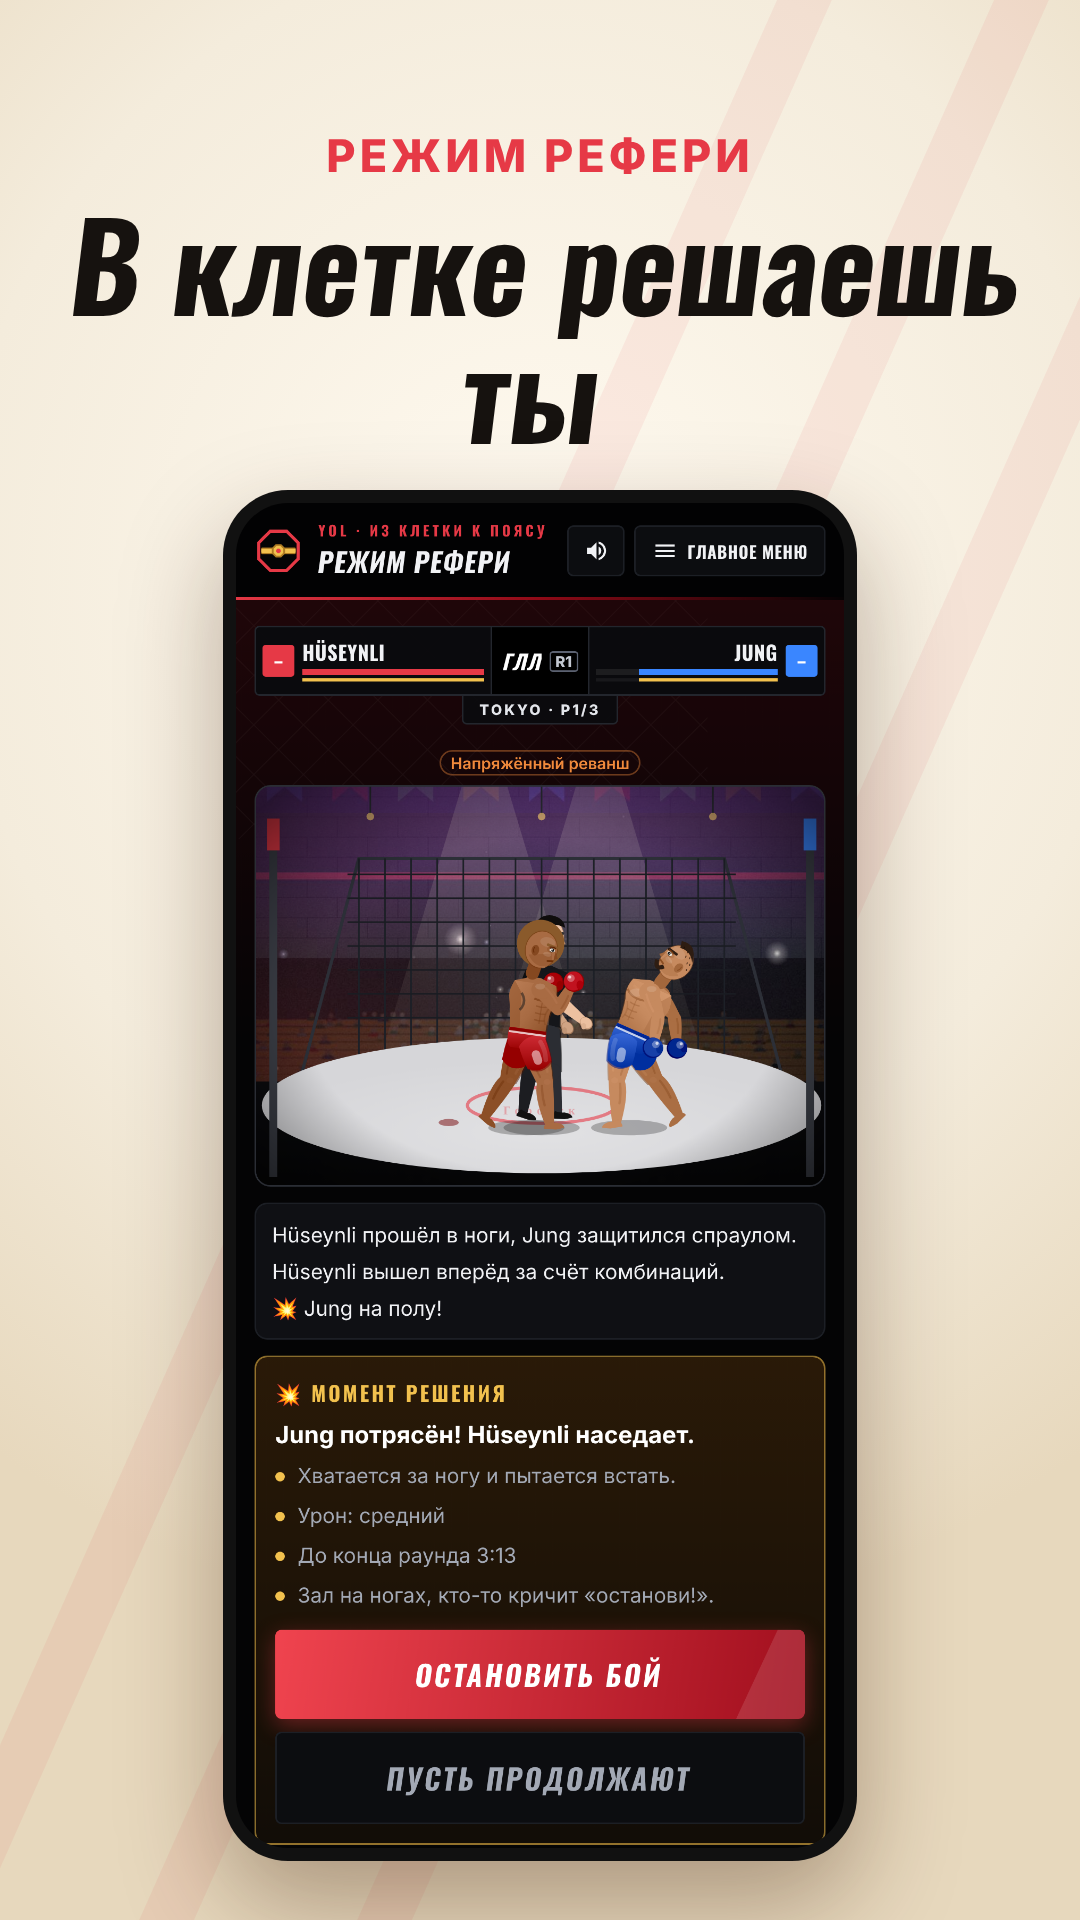 РЕЖИМ РЕФЕРИ
В клетке решаешь
ты
YOL · ИЗ КЛЕТКИ К ПОЯСУ
РЕЖИМ РЕФЕРИ
ГЛАВНОЕ МЕНЮ
HÜSEYNLI
ГЛЛ R1
JUNG
TOKYO · Р1/3
Напряжённый реванш
Hüseynli прошёл в ноги, Jung защитился спраулом.
Hüseynli вышел вперёд за счёт комбинаций.
💥 Jung на полу!
💥 МОМЕНТ РЕШЕНИЯ
Jung потрясён! Hüseynli наседает.
Хватается за ногу и пытается встать.
Урон: средний
До конца раунда 3:13
Зал на ногах, кто-то кричит «останови!».
ОСТАНОВИТЬ БОЙ
ПУСТЬ ПРОДОЛЖАЮТ